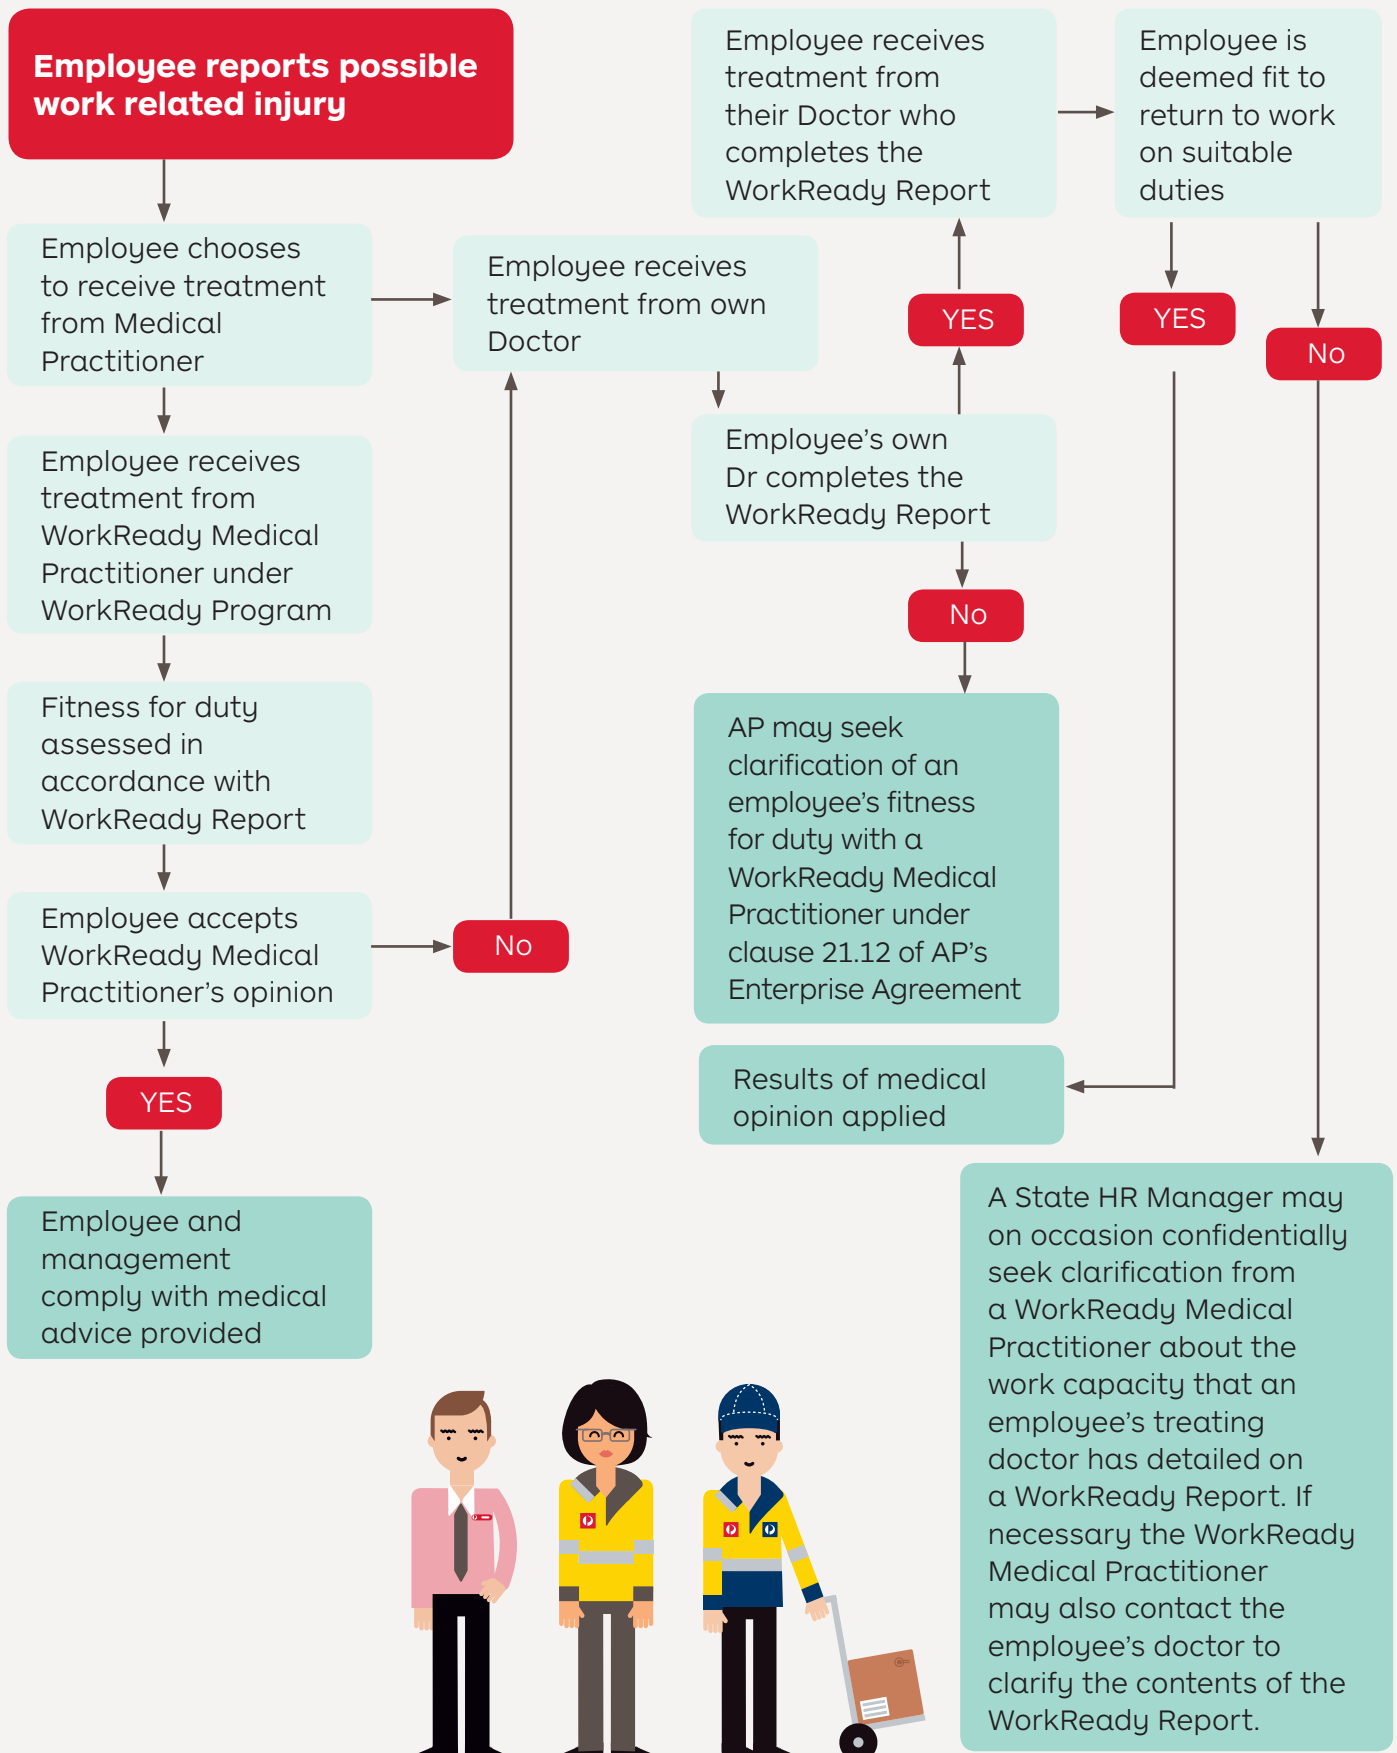 Employee reports possible
work related injury
Employee chooses
to receive treatment
from Medical
Practitioner
Employee receives
treatment from
WorkReady Medical
Practitioner under
WorkReady Program
Fitness for duty
assessed in
accordance with
WorkReady Report
Employee accepts
WorkReady Medical
Practitioner’s opinion
YES
Employee and
management
comply with medical
advice provided
No
Employee receives
treatment from own
Doctor
Employee’s own
Dr completes the
WorkReady Report
YES
Employee receives
treatment from
their Doctor who
completes the
WorkReady Report
No
AP may seek
clarification of an
employee’s fitness
for duty with a
WorkReady Medical
Practitioner under
clause 21.12 of AP’s
Enterprise Agreement
Employee is
deemed fit to
return to work
on suitable
duties
YES
Results of medical
opinion applied
No
A State HR Manager may
on occasion confidentially
seek clarification from
a WorkReady Medical
Practitioner about the
work capacity that an
employee’s treating
doctor has detailed on
a WorkReady Report. If
necessary the WorkReady
Medical Practitioner
may also contact the
employee’s doctor to
clarify the contents of the
WorkReady Report.